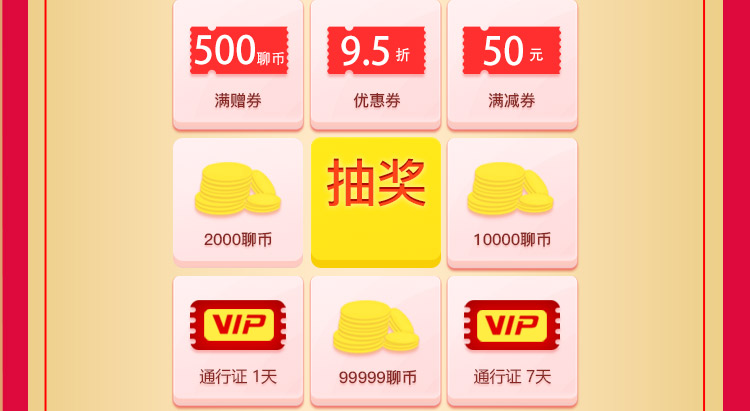 500聊币 9.5折 50元
满赠券 优惠券 满减券
抽奖
2000聊币 10000聊币
VIP VIP
通行证 1天 99999聊币 通行证 7天